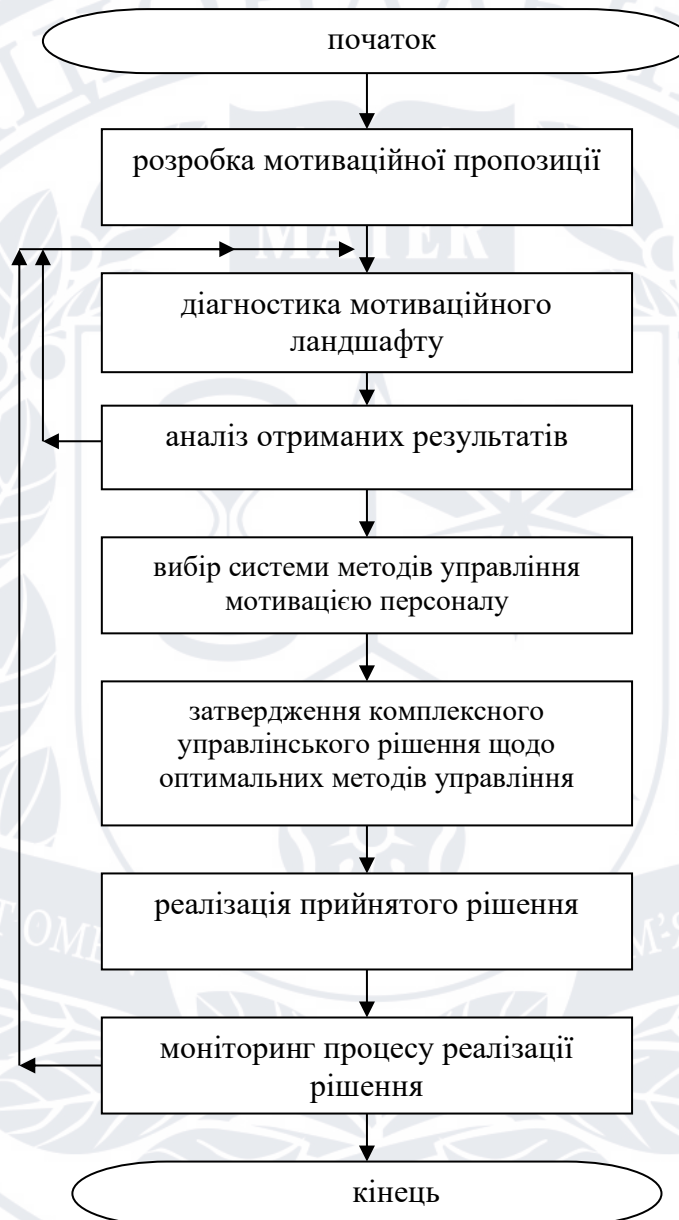 початок
розробка мотиваційної пропозиції
MATER
діагностика мотиваційного
ландшафту
аналіз отриманих результатів
вибір системи методів управління
мотивацією персоналу
затвердження комплексного
управлінського рішення щодо
оптимальних методів управління
реалізація прийнятого рішення
моніторинг процесу реалізації
рішення
кінець